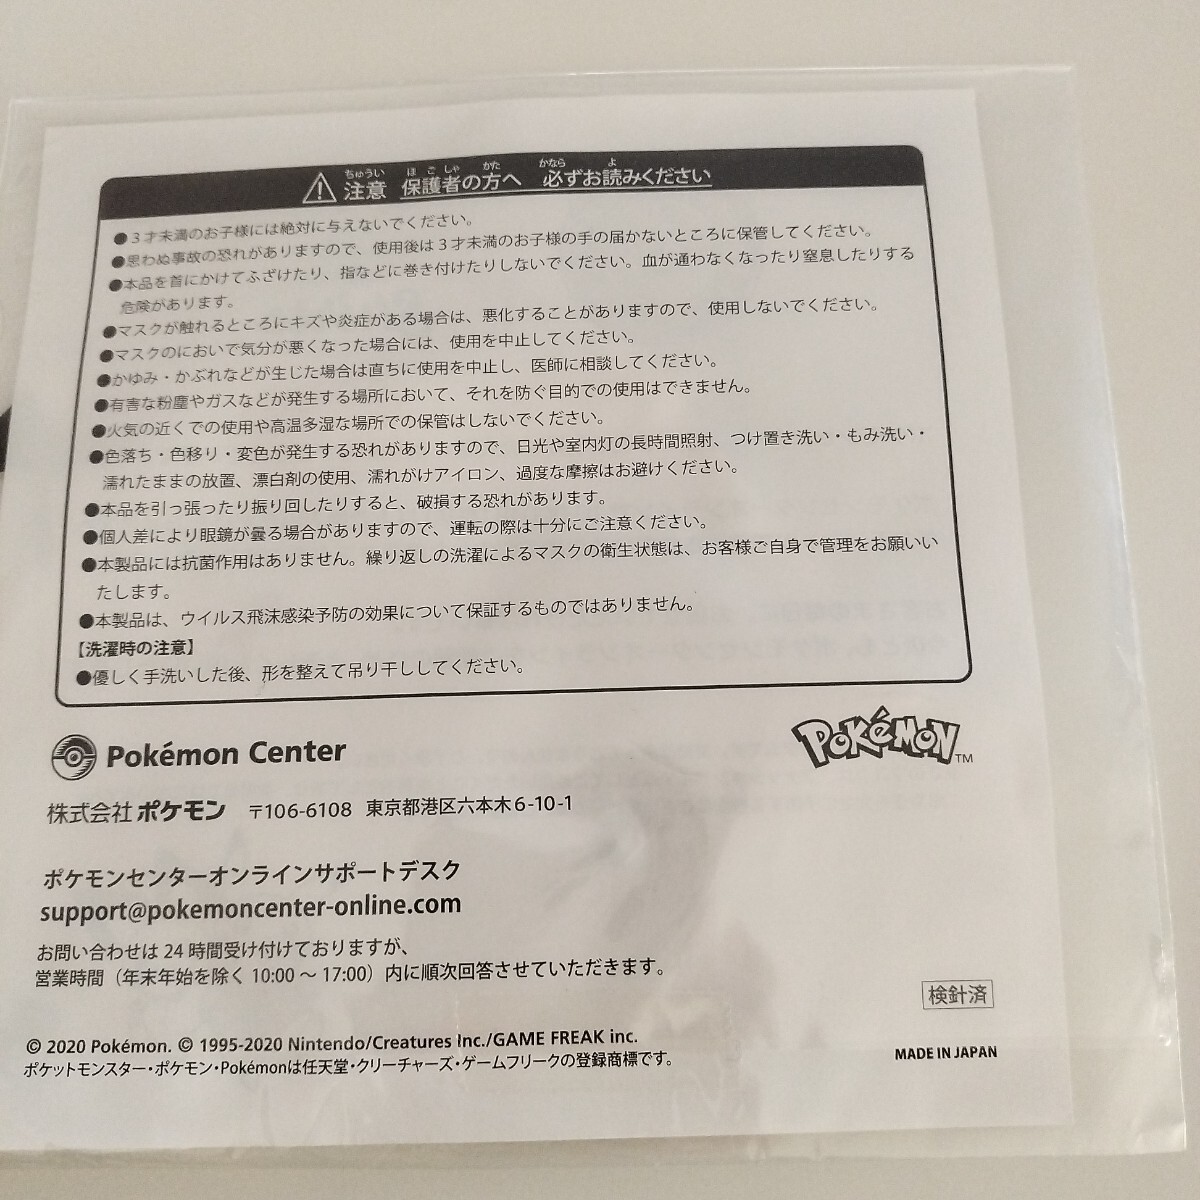 ちゅうい ほごしゃ かた かなら よ
注意 保護者の方へ 必ずお読みください
●3才未満のお子様には絶対に与えないでください。
●思わぬ事故の恐れがありますので、使用後は3才未満のお子様の手の届かないところに保管してください。
●本品を首にかけてふざけたり、指などに巻き付けたりしないでください。血が通わなくなったり窒息したりする
危険があります。
●マスクが触れるところにキズや炎症がある場合は、悪化することがありますので、使用しないでください。
●マスクのにおいで気分が悪くなった場合には、使用を中止してください。
●かゆみ・かぶれなどが生じた場合は直ちに使用を中止し、医師に相談してください。
●有害な粉塵やガスなどが発生する場所において、それを防ぐ目的での使用はできません。
●火気の近くでの使用や高温多湿な場所での保管はしないでください。
●色落ち・色移り・変色が発生する恐れがありますので、日光や室内灯の長時間照射、つけ置き洗い・もみ洗い・
濡れたままの放置、漂白剤の使用、濡れがけアイロン、過度な摩擦はお避けください。
●本品を引っ張ったり振り回したりすると、破損する恐れがあります。
●個人差により眼鏡が曇る場合がありますので、運転の際は十分にご注意ください。
●本製品には抗菌作用はありません。繰り返しの洗濯によるマスクの衛生状態は、お客様ご自身で管理をお願いい
たします。
●本製品は、ウイルス飛沫感染予防の効果について保証するものではありません。
【洗濯時の注意】
●優しく手洗いした後、形を整えて吊り干ししてください。
Pokémon Center
POKéMON™
株式会社ポケモン 〒106-6108 東京都港区六本木6-10-1
ポケモンセンターオンラインサポートデスク
support@pokemoncenter-online.com
お問い合わせは24時間受け付けておりますが、
営業時間（年末年始を除く10:00～17:00）内に順次回答させていただきます。
検針済
© 2020 Pokémon. © 1995-2020 Nintendo/Creatures Inc./GAME FREAK inc.
ポケットモンスター・ポケモン・Pokémonは任天堂・クリーチャーズ・ゲームフリークの登録商標です。
MADE IN JAPAN